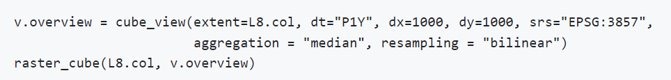 v.overview = cube_view(extent=L8.col, dt="P1Y", dx=1000, dy=1000, srs="EPSG:3857",
                       aggregation = "median", resampling = "bilinear")
raster_cube(L8.col, v.overview)